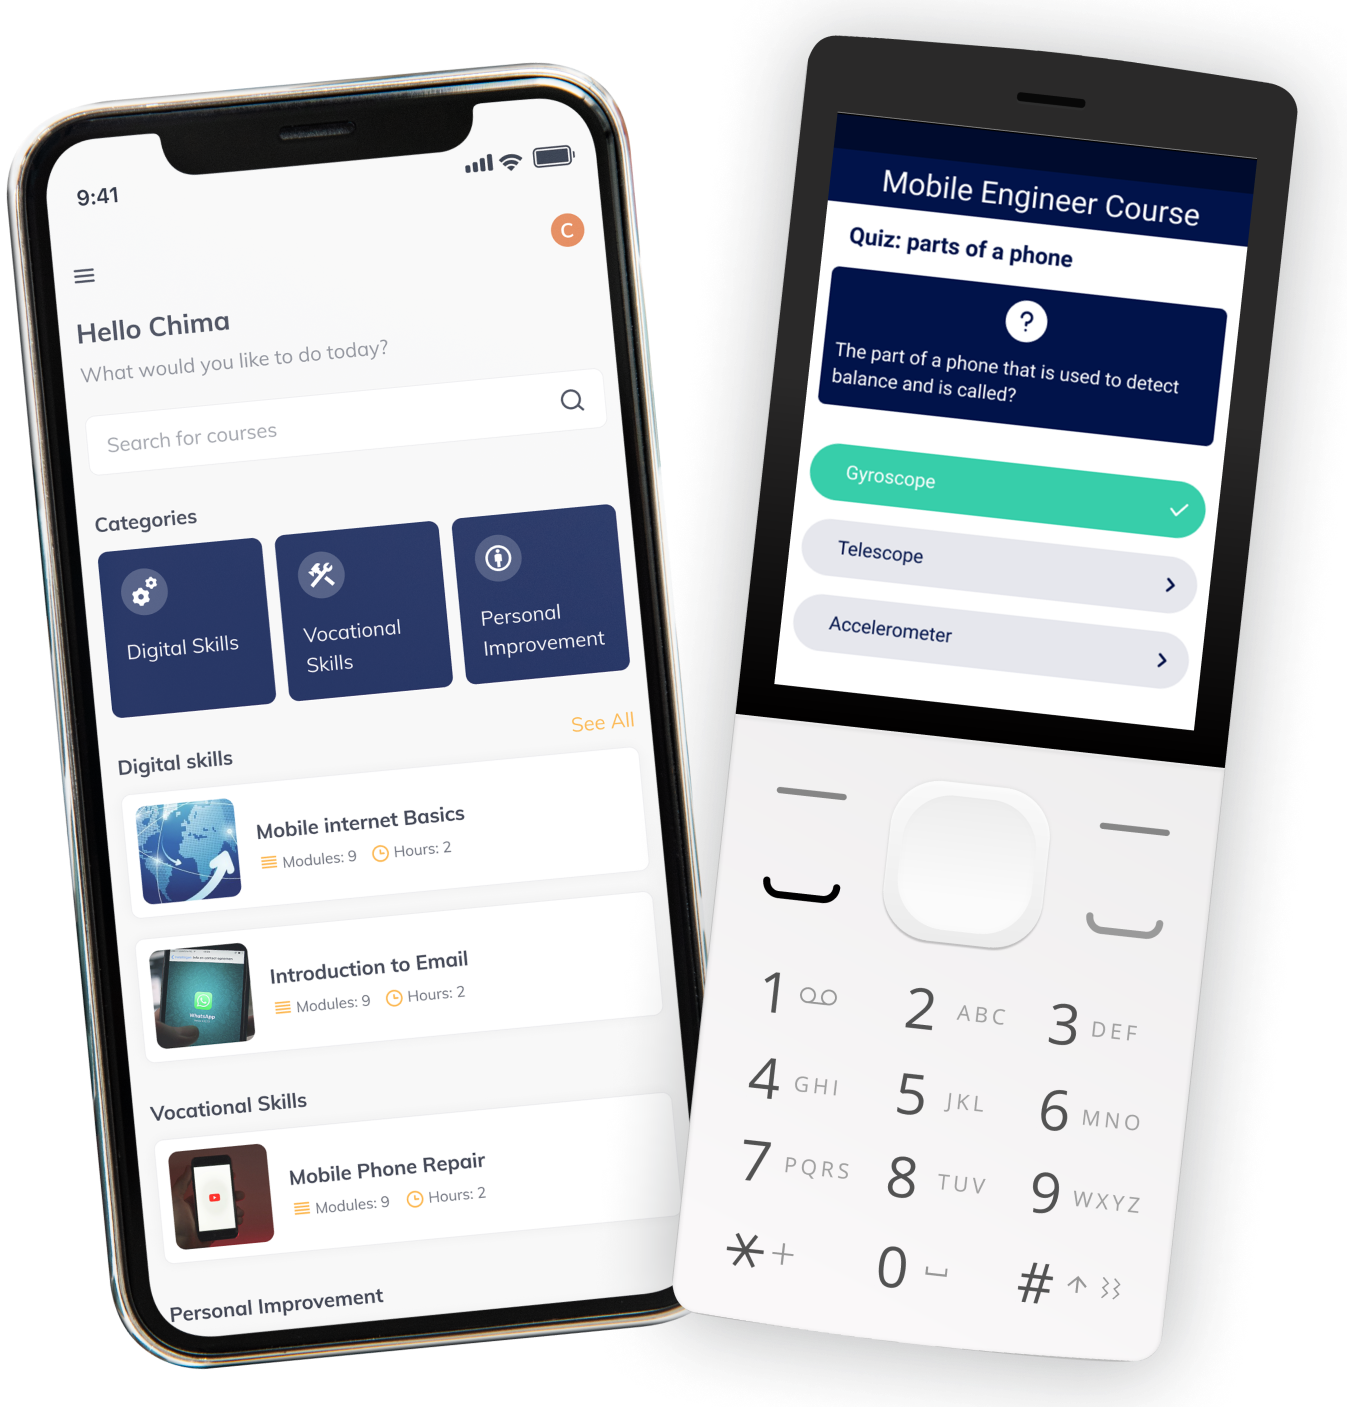 9:41
C
Hello Chima
What would you like to do today?
Search for courses
Categories
Digital Skills
Vocational
Skills
Personal
Improvement
See All
Digital skills
Mobile internet Basics
Modules: 9 Hours: 2
WhatsApp
Introduction to Email
Modules: 9 Hours: 2
Vocational Skills
Mobile Phone Repair
Modules: 9 Hours: 2
Personal Improvement
Mobile Engineer Course
Quiz: parts of a phone
?
The part of a phone that is used to detect
balance and is called?
Gyroscope
Telescope
Accelerometer
1 2 ABC 3 DEF
4 GHI 5 JKL 6 MNO
7 PQRS 8 TUV 9 WXYZ
* + 0 #